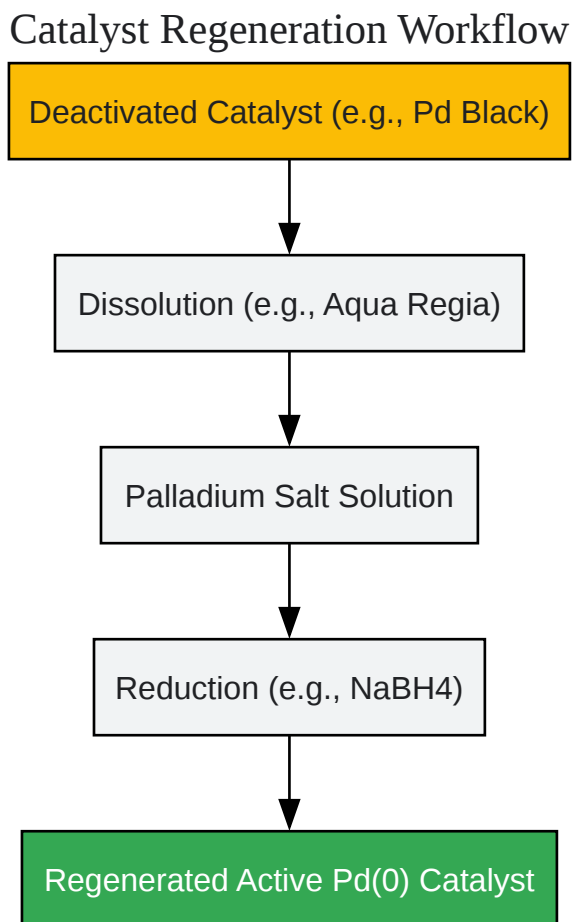 Catalyst Regeneration Workflow
Deactivated Catalyst (e.g., Pd Black)
Dissolution (e.g., Aqua Regia)
Palladium Salt Solution
Reduction (e.g., NaBH4)
Regenerated Active Pd(0) Catalyst